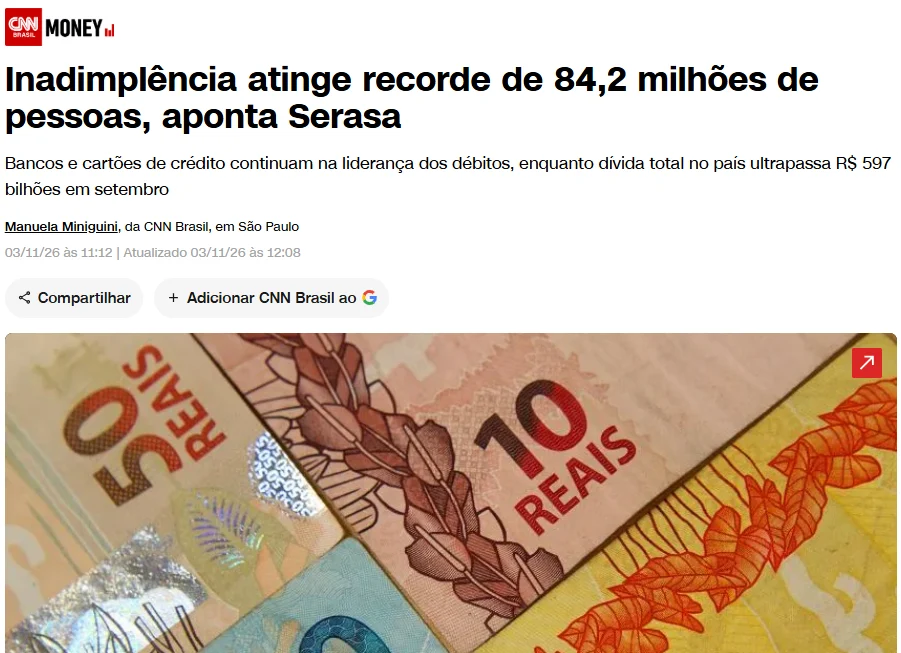 CNN
BRASIL
MONEY
Inadimplência atinge recorde de 84,2 milhões de
pessoas, aponta Serasa
Bancos e cartões de crédito continuam na liderança dos débitos, enquanto dívida total no país ultrapassa R$ 597
bilhões em setembro
Manuela Miniguini, da CNN Brasil, em São Paulo
03/11/26 às 11:12 | Atualizado 03/11/26 às 12:08
Compartilhar
+ Adicionar CNN Brasil ao G
50
REAIS
10
REAIS